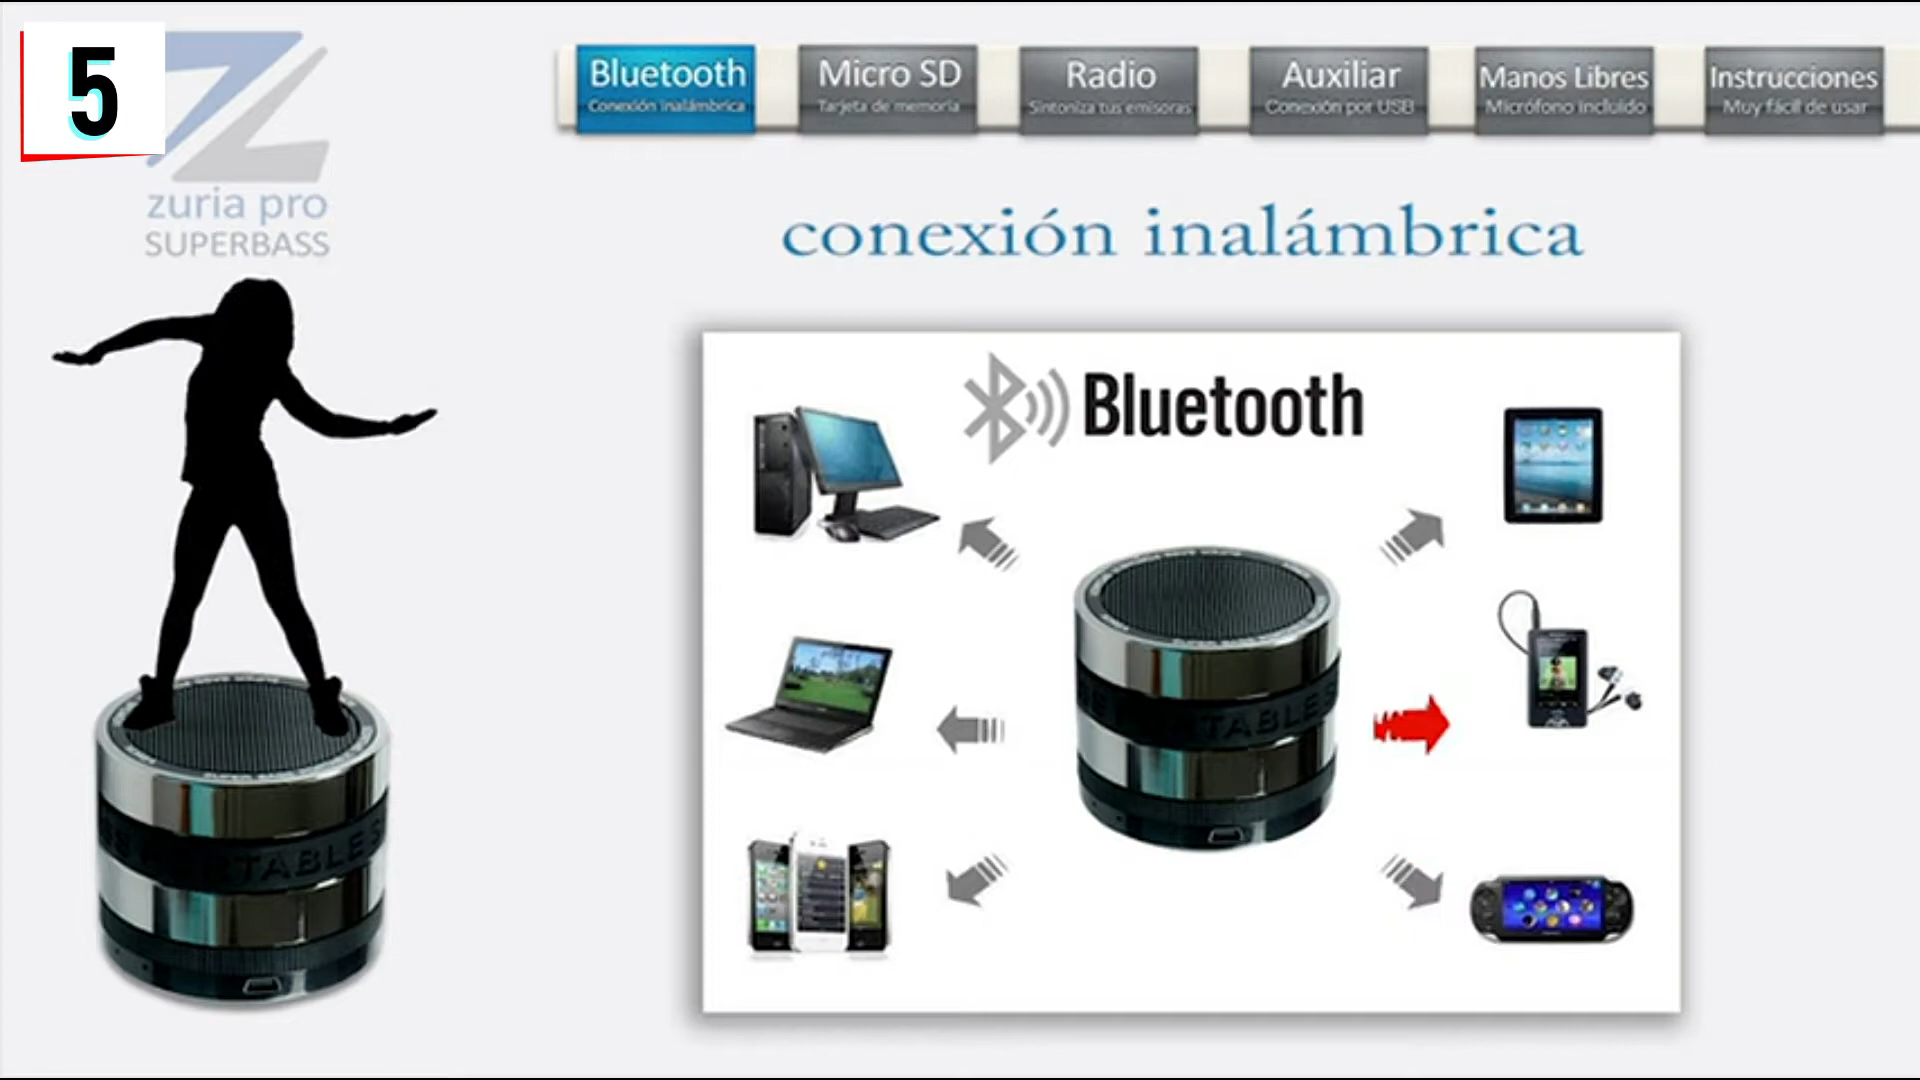 5
zuria pro
SUPERBASS
Bluetooth
Conexión inalámbrica
Micro SD
Tarjeta de memoria
Radio
Sintoniza tus emisoras
Auxiliar
Conexión por USB
Manos Libres
Micrófono incluido
Instrucciones
Muy fácil de usar
conexión inalámbrica
Bluetooth